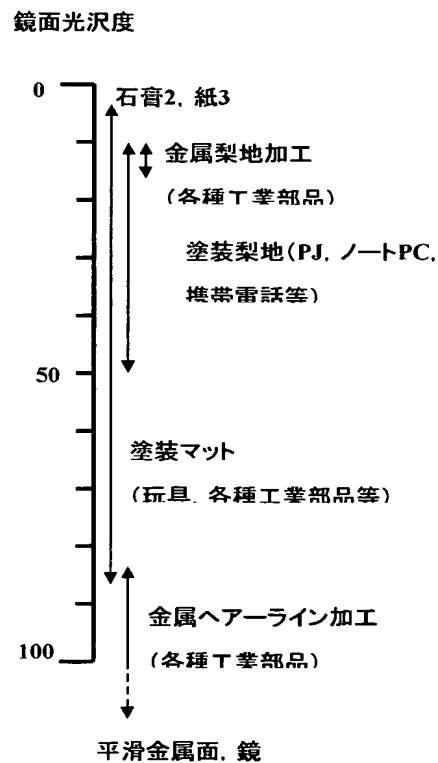 鏡面光沢度
0
石膏2, 紙3
金属梨地加工
(各種工業部品)
塗装梨地(PJ, ノートPC,
携帯電話等)
50
塗装マット
(玩具, 各種工業部品等)
金属ヘアーライン加工
100
(各種工業部品)
平滑金属面, 鏡